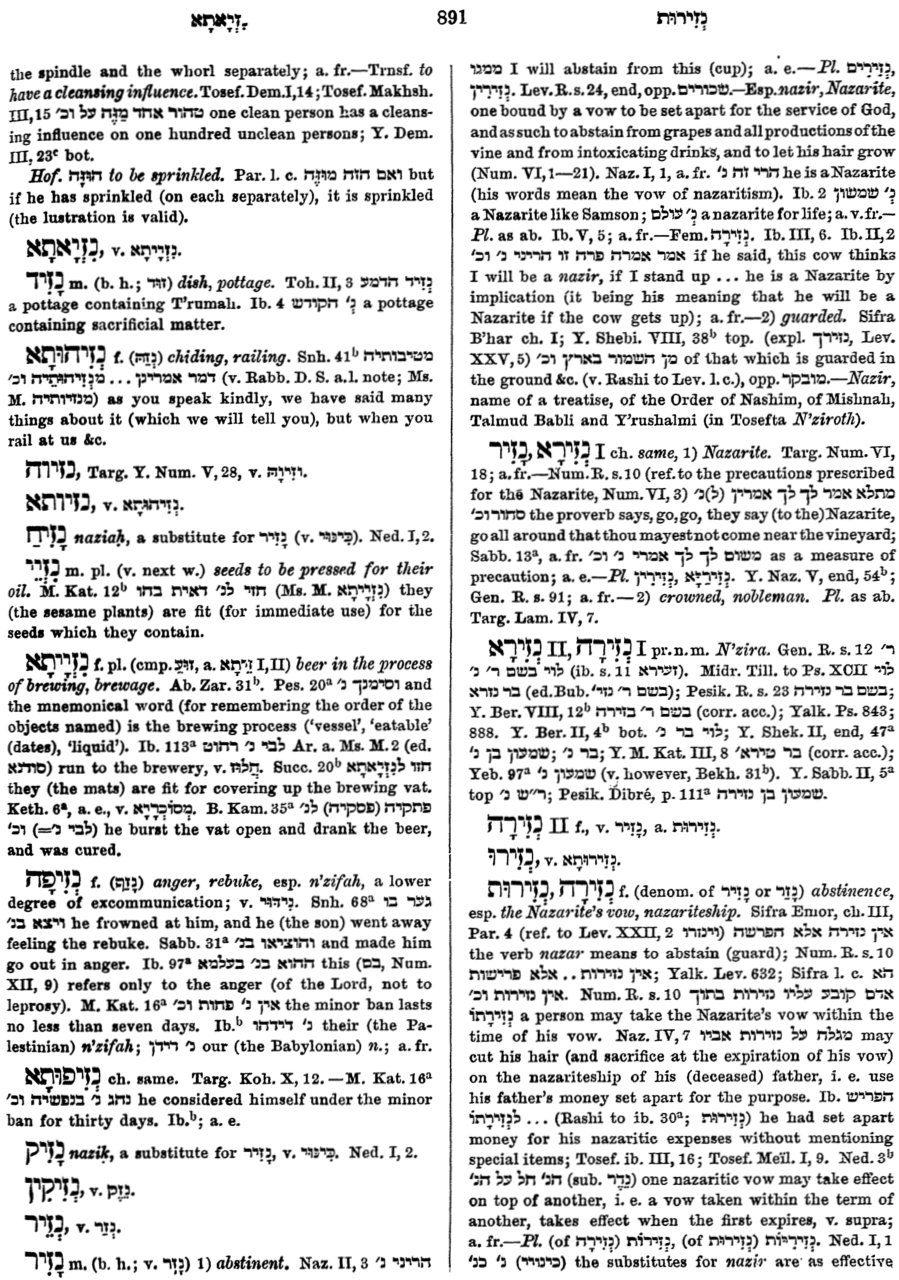 נְזָיאֲתָא 891 נְזִירוּת
the spindle and the whorl separately; a. fr.—Trnsf. to
have a cleansing influence. Tosef. Dem. I, 14; Tosef. Makhsh.
III, 15 טהור אחד מַזֶּה על וכ׳ one clean person has a cleans-
ing influence on one hundred unclean persons; Y. Dem.
III, 23c bot.
Hof. הוּזָּה to be sprinkled. Par. l. c. ואם הזה מוּזֶּה but
if he has sprinkled (on each separately), it is sprinkled
(the lustration is valid).
נְזָיאֲתָא, v. נְזָיְיתָא.
נָזִיד m. (b. h.; זוד) dish, pottage. Toh. II, 3 נזיד הדמע
a pottage containing T'rumah. Ib. 4 נ׳ הקודש a pottage
containing sacrificial matter.
נְזִיהוּתָא f. (נְזַהּ) chiding, railing. Snh. 41b מטיבותיה
דמר אמרינן ... מנְּזִיהוּתֵיה וכ׳ (v. Rabb. D. S. a. l. note; Ms.
M. מנזיותיה) as you speak kindly, we have said many
things about it (which we will tell you), but when you
rail at us &c.
נְזִיוה, Targ. Y. Num. V, 28, v. וזיוה.
נְזִיוּתָא, v. נְזִיהוּתָא.
נָזִיחַ naziaḥ, a substitute for נָזִיר (v. כִּינּוּי). Ned. I, 2.
נָזְיֵי m. pl. (v. next w.) seeds to be pressed for their
oil. M. Kat. 12b חזי לנ׳ דאית בהו (Ms. M. נְזָיְיתָא) they
(the sesame plants) are fit (for immediate use) for the
seeds which they contain.
נְזָיְיתָא f. pl. (cmp. זוּעַ, a. זֵיתָא I, II) beer in the process
of brewing, brewage. Ab. Zar. 31b. Pes. 20a וסימניך נ׳ and
the mnemonical word (for remembering the order of the
objects named) is the brewing process ('vessel', 'eatable'
(dates), 'liquid'). Ib. 113a לבי נ׳ רהוט Ar. a. Ms. M. 2 (ed.
סודנא) run to the brewery, v. חֲלוּז. Succ. 20b חזו לנְזָיאֲתָא
they (the mats) are fit for covering up the brewing vat.
Keth. 6a, a. e., v. מְסוֹכַרְיָא. B. Kam. 35a פתקיה (פסקיה) לנ׳
וכ׳ (=לבי נ׳) he burst the vat open and drank the beer,
and was cured.
נְזִיפָה f. (נָזַף) anger, rebuke, esp. n'zifah, a lower
degree of excommunication; v. נִידּוּי. Snh. 68a גער בו
ויצא בנ׳ he frowned at him, and he (the son) went away
feeling the rebuke. Sabb. 31a והוציאו בנ׳ and made him
go out in anger. Ib. 97a ההוא בנ׳ בעלמא this (בם, Num.
XII, 9) refers only to the anger (of the Lord, not to
leprosy). M. Kat. 16a אין נ׳ פחות וכ׳ the minor ban lasts
no less than seven days. Ib.b נ׳ דידהו their (the Pa-
lestinian) n'zifah; נ׳ דידן our (the Babylonian) n.; a. fr.
נְזִיפוּתָא ch. same. Targ. Koh. X, 12.—M. Kat. 16a
נהג נ׳ בנפשיה וכ׳ he considered himself under the minor
ban for thirty days. Ib.b; a. e.
נָזִיק nazik, a substitute for נָזִיר, v. כִּינּוּי. Ned. I, 2.
נְזִיקִין, v. נֶזֶק.
נְזֵיר, v. נְזַר.
נָזִיר m. (b. h.; v. נָזַר) 1) abstinent. Naz. II, 3 הריני נ׳
ממנו I will abstain from this (cup); a. e.—Pl. נְזִירִים,
נְזִירִין. Lev. R. s. 24, end, opp. שכורים.—Esp. nazir, Nazarite,
one bound by a vow to be set apart for the service of God,
and as such to abstain from grapes and all productions of the
vine and from intoxicating drinks, and to let his hair grow
(Num. VI, 1—21). Naz. I, 1, a. fr. הרי זה נ׳ he is a Nazarite
(his words mean the vow of nazaritism). Ib. 2 נְ׳ שמשון
a Nazarite like Samson; נְ׳ עולם a nazarite for life; a. v. fr.—
Pl. as ab. Ib. V, 5; a. fr.—Fem. נְזִירָה. Ib. III, 6. Ib. II, 2
אמר אמרה פרה זו הריני נ׳ וכ׳ if he said, this cow thinks
I will be a nazir, if I stand up ... he is a Nazarite by
implication (it being his meaning that he will be a
Nazarite if the cow gets up); a. fr.—2) guarded. Sifra
B'har ch. I; Y. Shebi. VIII, 38b top. (expl. נזירך, Lev.
XXV, 5) מן השמור בארץ וכ׳ of that which is guarded in
the ground &c. (v. Rashi to Lev. l. c.), opp. מובקר.—Nazir,
name of a treatise, of the Order of Nashim, of Mishnah,
Talmud Babli and Y'rushalmi (in Tosefta N'ziroth).
נָזִיר, נְזִירָא I ch. same, 1) Nazarite. Targ. Num. VI,
18; a. fr.—Num. R. s. 10 (ref. to the precautions prescribed
for the Nazarite, Num. VI, 3) מתלא אמר לך לך אמרין (ל)נ׳
סחור וכ׳ the proverb says, go, go, they say (to the) Nazarite,
go all around that thou mayest not come near the vineyard;
Sabb. 13a, a. fr. משום לך לך אמרי נ׳ וכ׳ as a measure of
precaution; a. e.—Pl. נְזִירַיָּא, נְזִירִין. Y. Naz. V, end, 54b;
Gen. R. s. 91; a. fr.—2) crowned, nobleman. Pl. as ab.
Targ. Lam. IV, 7.
נְזִירָא II, נְזִירָה I pr. n. m. N'zira. Gen. R. s. 12 ר׳
לוי בשם ר׳ נ׳ (ib. s. 11 זעירא). Midr. Till. to Ps. XCII לוי
בר נזרא (ed. Bub. בשם ר׳ נזי׳); Pesik. R. s. 23 בשם בר נזירה;
Y. Ber. VIII, 12b בשם ר׳ בזירה (corr. acc.); Yalk. Ps. 843;
888. Y. Ber. II, 4b bot. לוי בר נ׳; Y. Shek. II, end, 47a
בר נ׳; שמעון בן נ׳; Y. M. Kat. III, 8 בר טירא׳ (corr. acc.);
Yeb. 97a שמעון נ׳ (v. however, Bekh. 31b). Y. Sabb. II, 5a
top ר״ש נ׳; Pesik. Dibré, p. 111a שמעון בן נזירה.
נְזִירָה II f., v. נָזִיר, a. נְזִירוּת.
נְזִירוּ, v. נְזִירוּתָא.
נְזִירָה, נְזִירוּת f. (denom. of נָזִיר or נָזַר) abstinence,
esp. the Nazarite's vow, nazariteship. Sifra Emor, ch. III,
Par. 4 (ref. to Lev. XXII, 2 וינזרו) אין נזירה אלא הפרשה
the verb nazar means to abstain (guard); Num. R. s. 10
אין נזירות .. אלא פרישות; Yalk. Lev. 632; Sifra l. c. הא
אין נזירות וכ׳. Num. R. s. 10 אדם קובע עליו נזירות בתוך
נְזִירָתוֹ a person may take the Nazarite's vow within the
time of his vow. Naz. IV, 7 מגלח על נזירות אביו may
cut his hair (and sacrifice at the expiration of his vow)
on the nazariteship of his (deceased) father, i. e. use
his father's money set apart for the purpose. Ib. הפריש
... לנְזִירָתוֹ (Rashi to ib. 30a; נְזִירוּת) he had set apart
money for his nazaritic expenses without mentioning
special items; Tosef. ib. III, 16; Tosef. Meïl. I, 9. Ned. 3b
הנ׳ חל על הנ׳ (sub. נֶדֶר) one nazaritic vow may take effect
on top of another, i. e. a vow taken within the term of
another, takes effect when the first expires, v. supra;
a. fr.—Pl. (of נְזִירָה) נְזִירוֹת, (of נְזִירוּת) נְזִירִיּוֹת. Ned. I, 1
נ׳ כנ׳ (כינויי) the substitutes for nazir are as effective